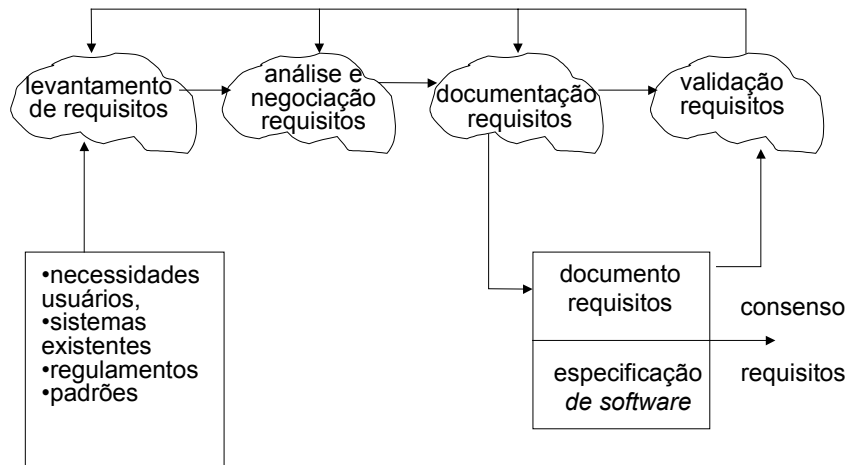 levantamento
de requisitos
análise e
negociação
requisitos
documentação
requisitos
validação
requisitos
•necessidades
usuários,
•sistemas
existentes
•regulamentos
•padrões
documento
requisitos
especificação
de software
consenso
requisitos